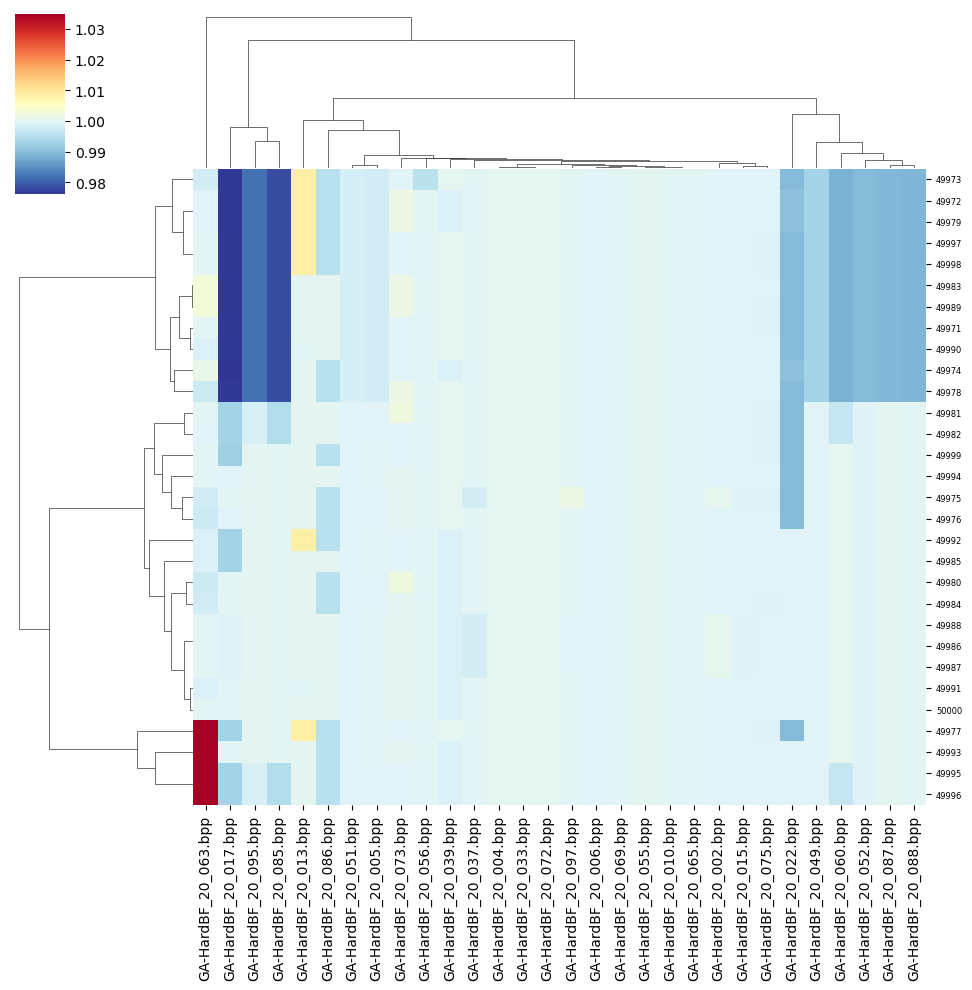 1.03
1.02
1.01
1.00
0.99
0.98
49973
49972
49979
49997
49998
49983
49989
49971
49990
49974
49978
49981
49982
49999
49994
49975
49976
49992
49985
49980
49984
49988
49986
49987
49991
50000
49977
49993
49995
49996
GA-HardBF_20_063.bpp
GA-HardBF_20_017.bpp
GA-HardBF_20_095.bpp
GA-HardBF_20_085.bpp
GA-HardBF_20_013.bpp
GA-HardBF_20_086.bpp
GA-HardBF_20_051.bpp
GA-HardBF_20_005.bpp
GA-HardBF_20_073.bpp
GA-HardBF_20_056.bpp
GA-HardBF_20_039.bpp
GA-HardBF_20_037.bpp
GA-HardBF_20_004.bpp
GA-HardBF_20_033.bpp
GA-HardBF_20_072.bpp
GA-HardBF_20_097.bpp
GA-HardBF_20_006.bpp
GA-HardBF_20_069.bpp
GA-HardBF_20_055.bpp
GA-HardBF_20_010.bpp
GA-HardBF_20_065.bpp
GA-HardBF_20_002.bpp
GA-HardBF_20_015.bpp
GA-HardBF_20_075.bpp
GA-HardBF_20_022.bpp
GA-HardBF_20_049.bpp
GA-HardBF_20_060.bpp
GA-HardBF_20_052.bpp
GA-HardBF_20_087.bpp
GA-HardBF_20_088.bpp